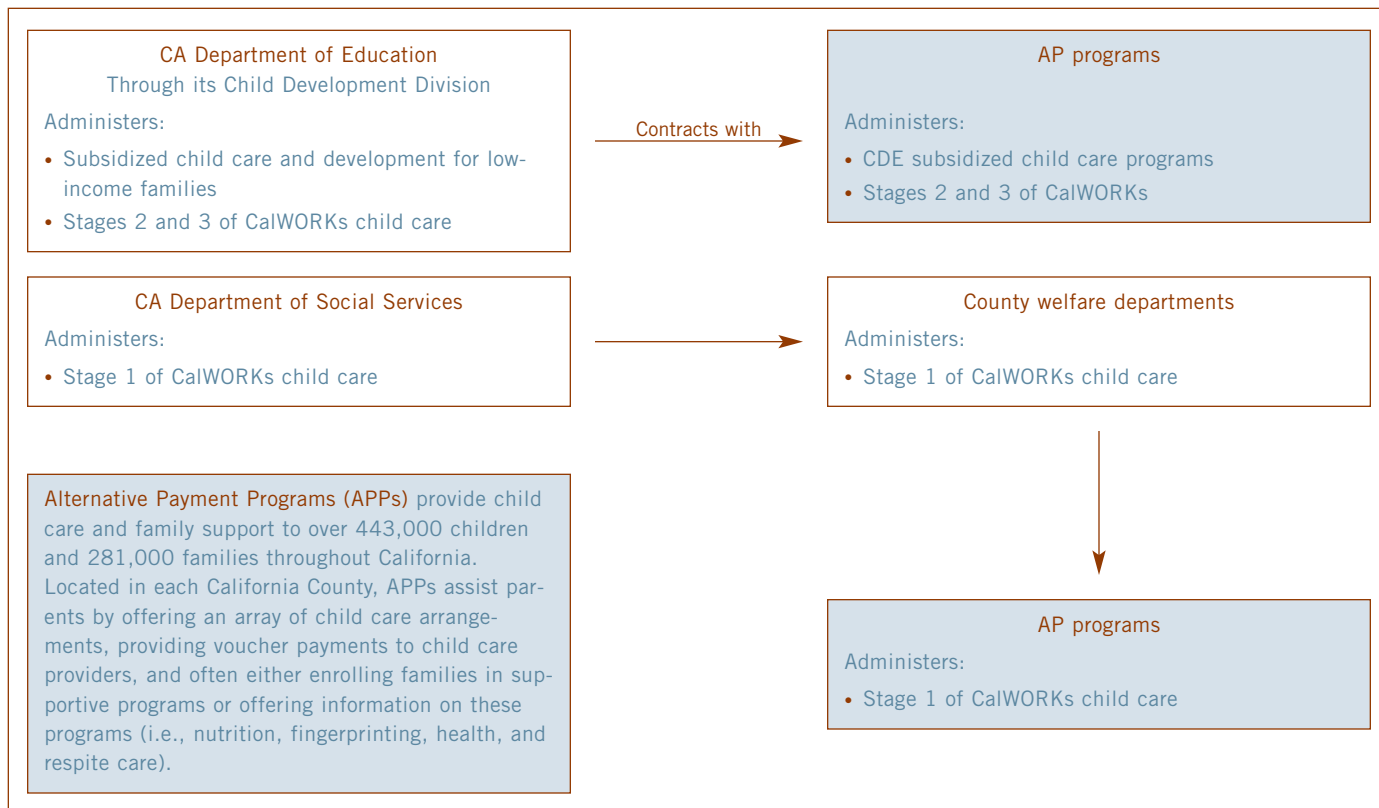 CA Department of Education
Through its Child Development Division
Administers:
• Subsidized child care and development for low-
income families
• Stages 2 and 3 of CalWORKs child care
Contracts with
AP programs
Administers:
• CDE subsidized child care programs
• Stages 2 and 3 of CalWORKs
CA Department of Social Services
Administers:
• Stage 1 of CalWORKs child care
County welfare departments
Administers:
• Stage 1 of CalWORKs child care
Alternative Payment Programs (APPs) provide child
care and family support to over 443,000 children
and 281,000 families throughout California.
Located in each California County, APPs assist par-
ents by offering an array of child care arrange-
ments, providing voucher payments to child care
providers, and often either enrolling families in sup-
portive programs or offering information on these
programs (i.e., nutrition, fingerprinting, health, and
respite care).
AP programs
Administers:
• Stage 1 of CalWORKs child care